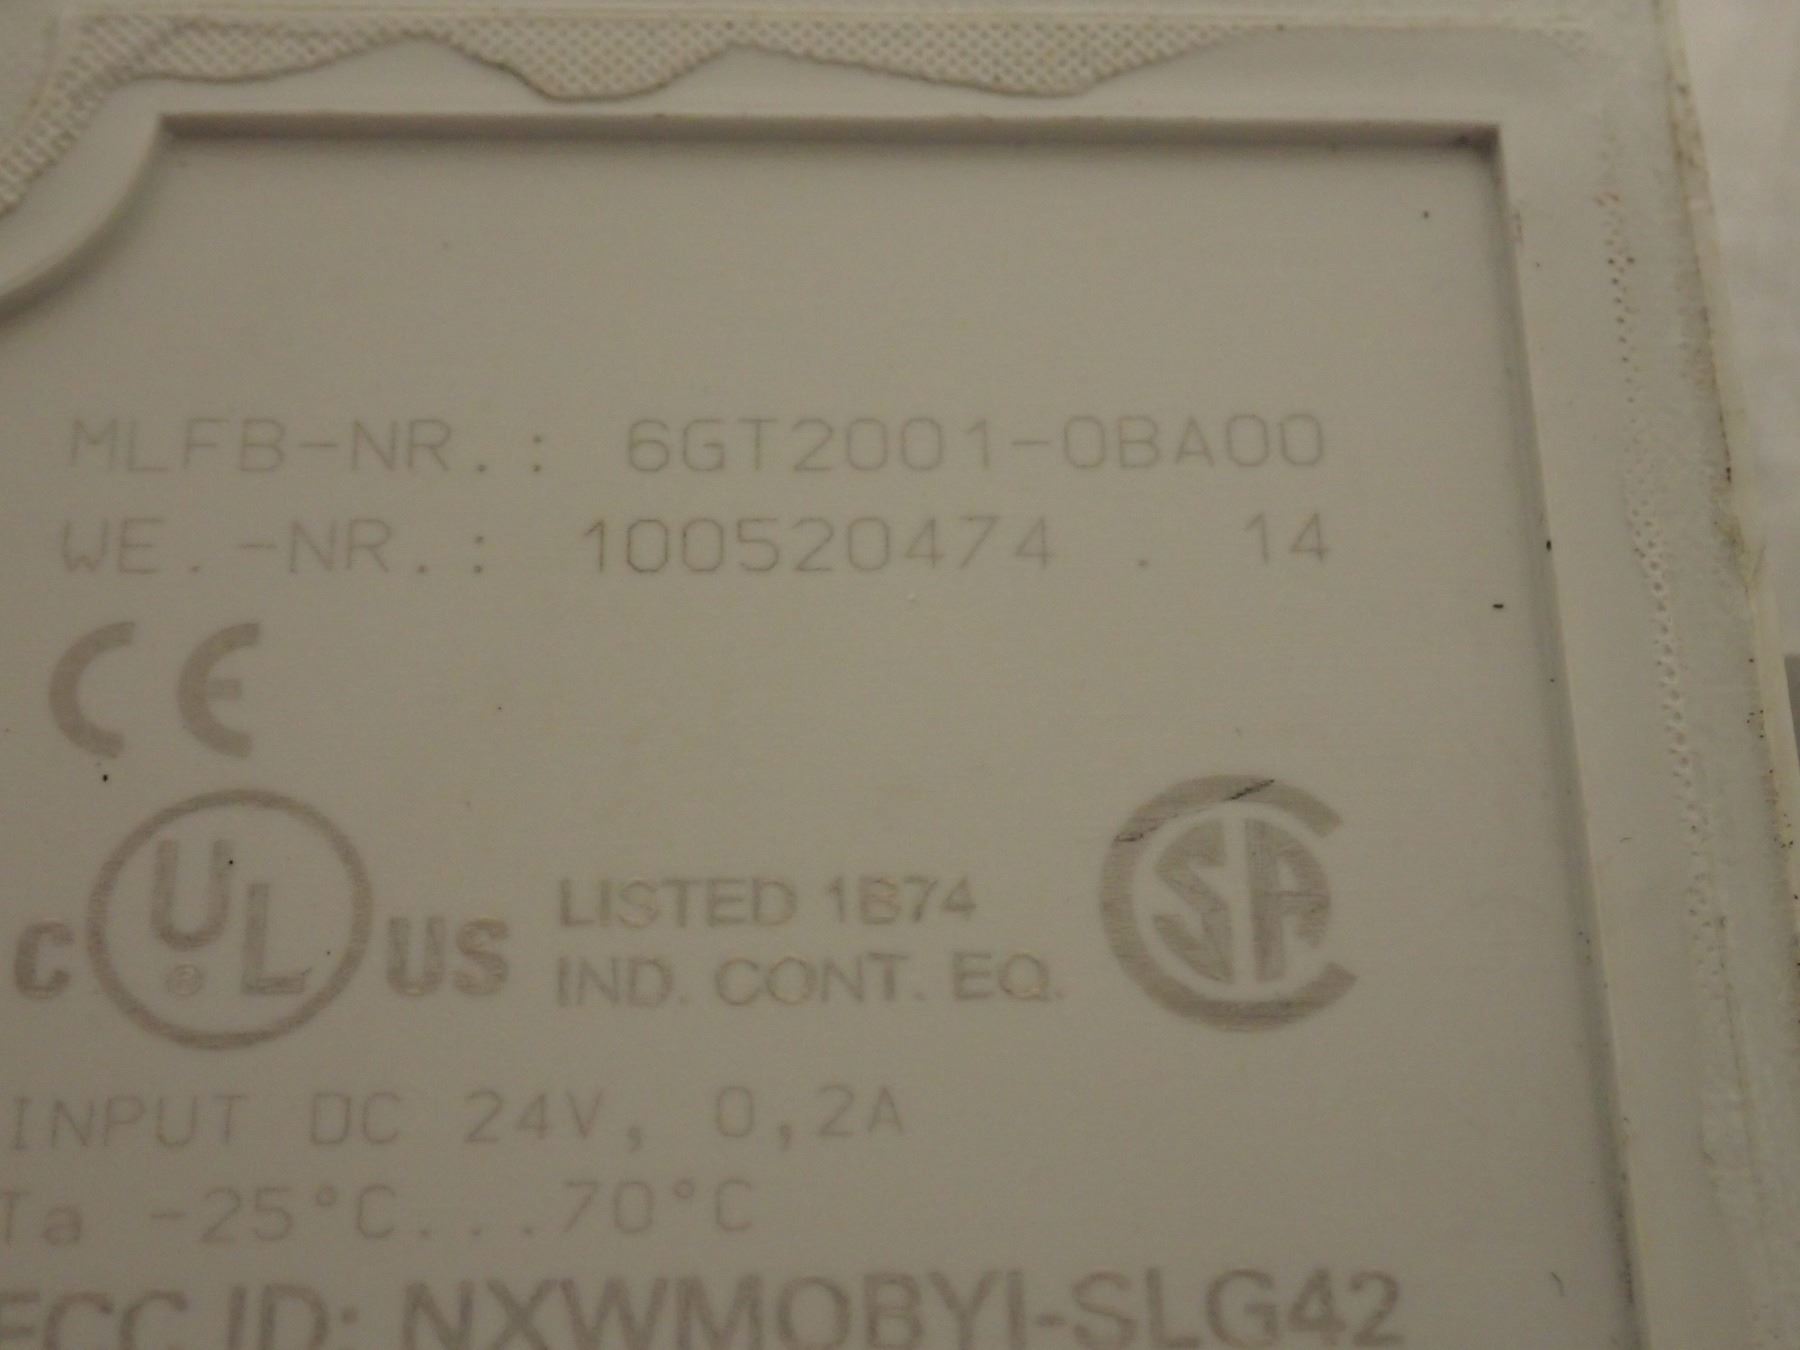 MLFB-NR.: 6GT2001-0BA00
WE.-NR.: 100520474 . 14
CE
C UL ® US LISTED 1B74
IND. CONT. EQ.
CSA
INPUT DC 24V, 0,2A
Ta -25°C...70°C
FCC ID: NXWMOBYI-SLG42